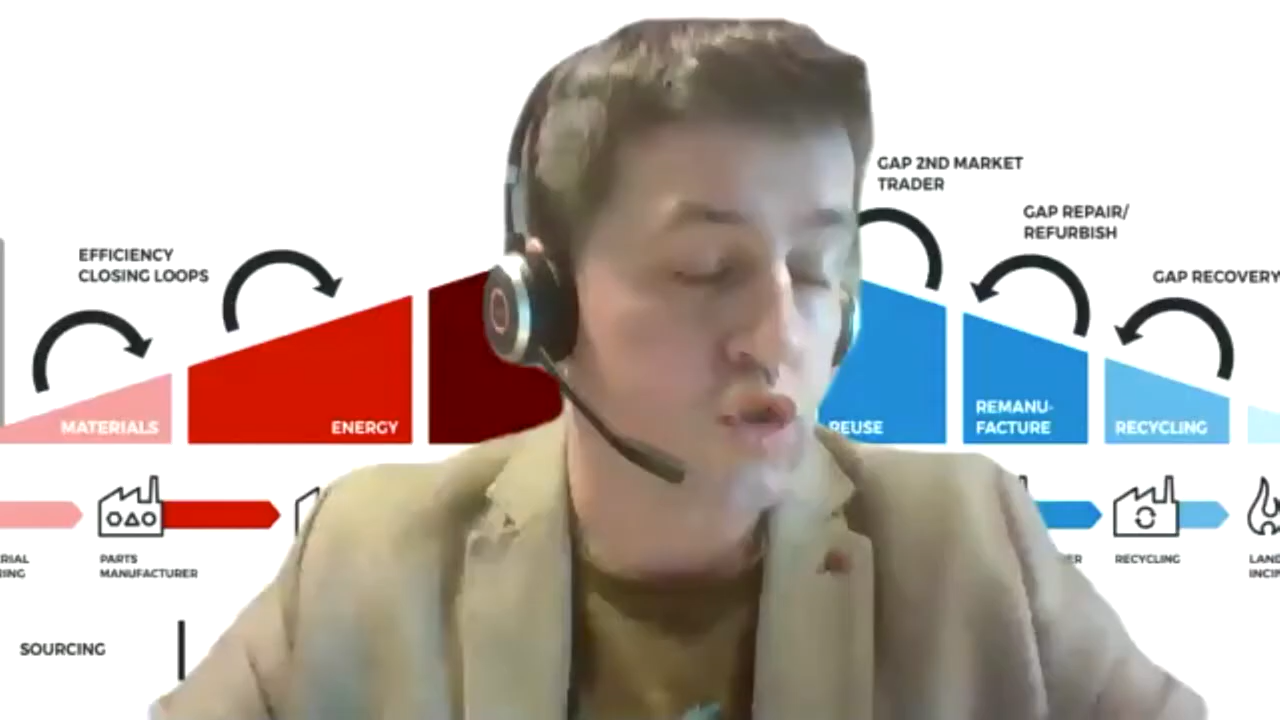 GAP 2ND MARKET
TRADER
GAP REPAIR/
REFURBISH
EFFICIENCY
CLOSING LOOPS
GAP RECOVERY
MATERIALS
ENERGY
REUSE
REMANU-
FACTURE
RECYCLING
PARTS
MANUFACTURER
RECYCLING
SOURCING